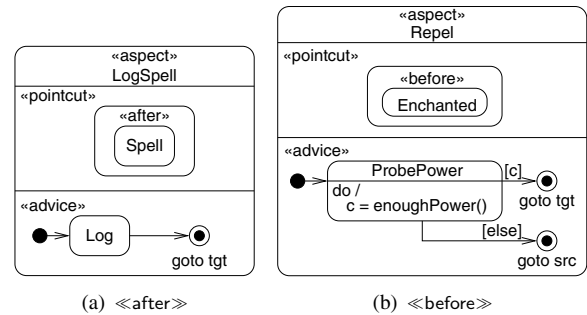 «aspect»
LogSpell
«pointcut»
«after»
Spell
«advice»
Log
goto tgt
(a) ≪after≫
«aspect»
Repel
«pointcut»
«before»
Enchanted
«advice»
ProbePower
[c]
do /
c = enoughPower()
goto tgt
[else]
goto src
(b) ≪before≫